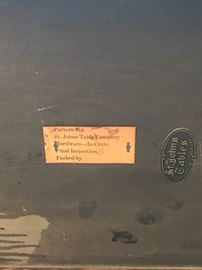 Pattern No.
St. Johns Table Company
Hardware—In Crate
Final Inspection
Packed by
St. Johns
Tables